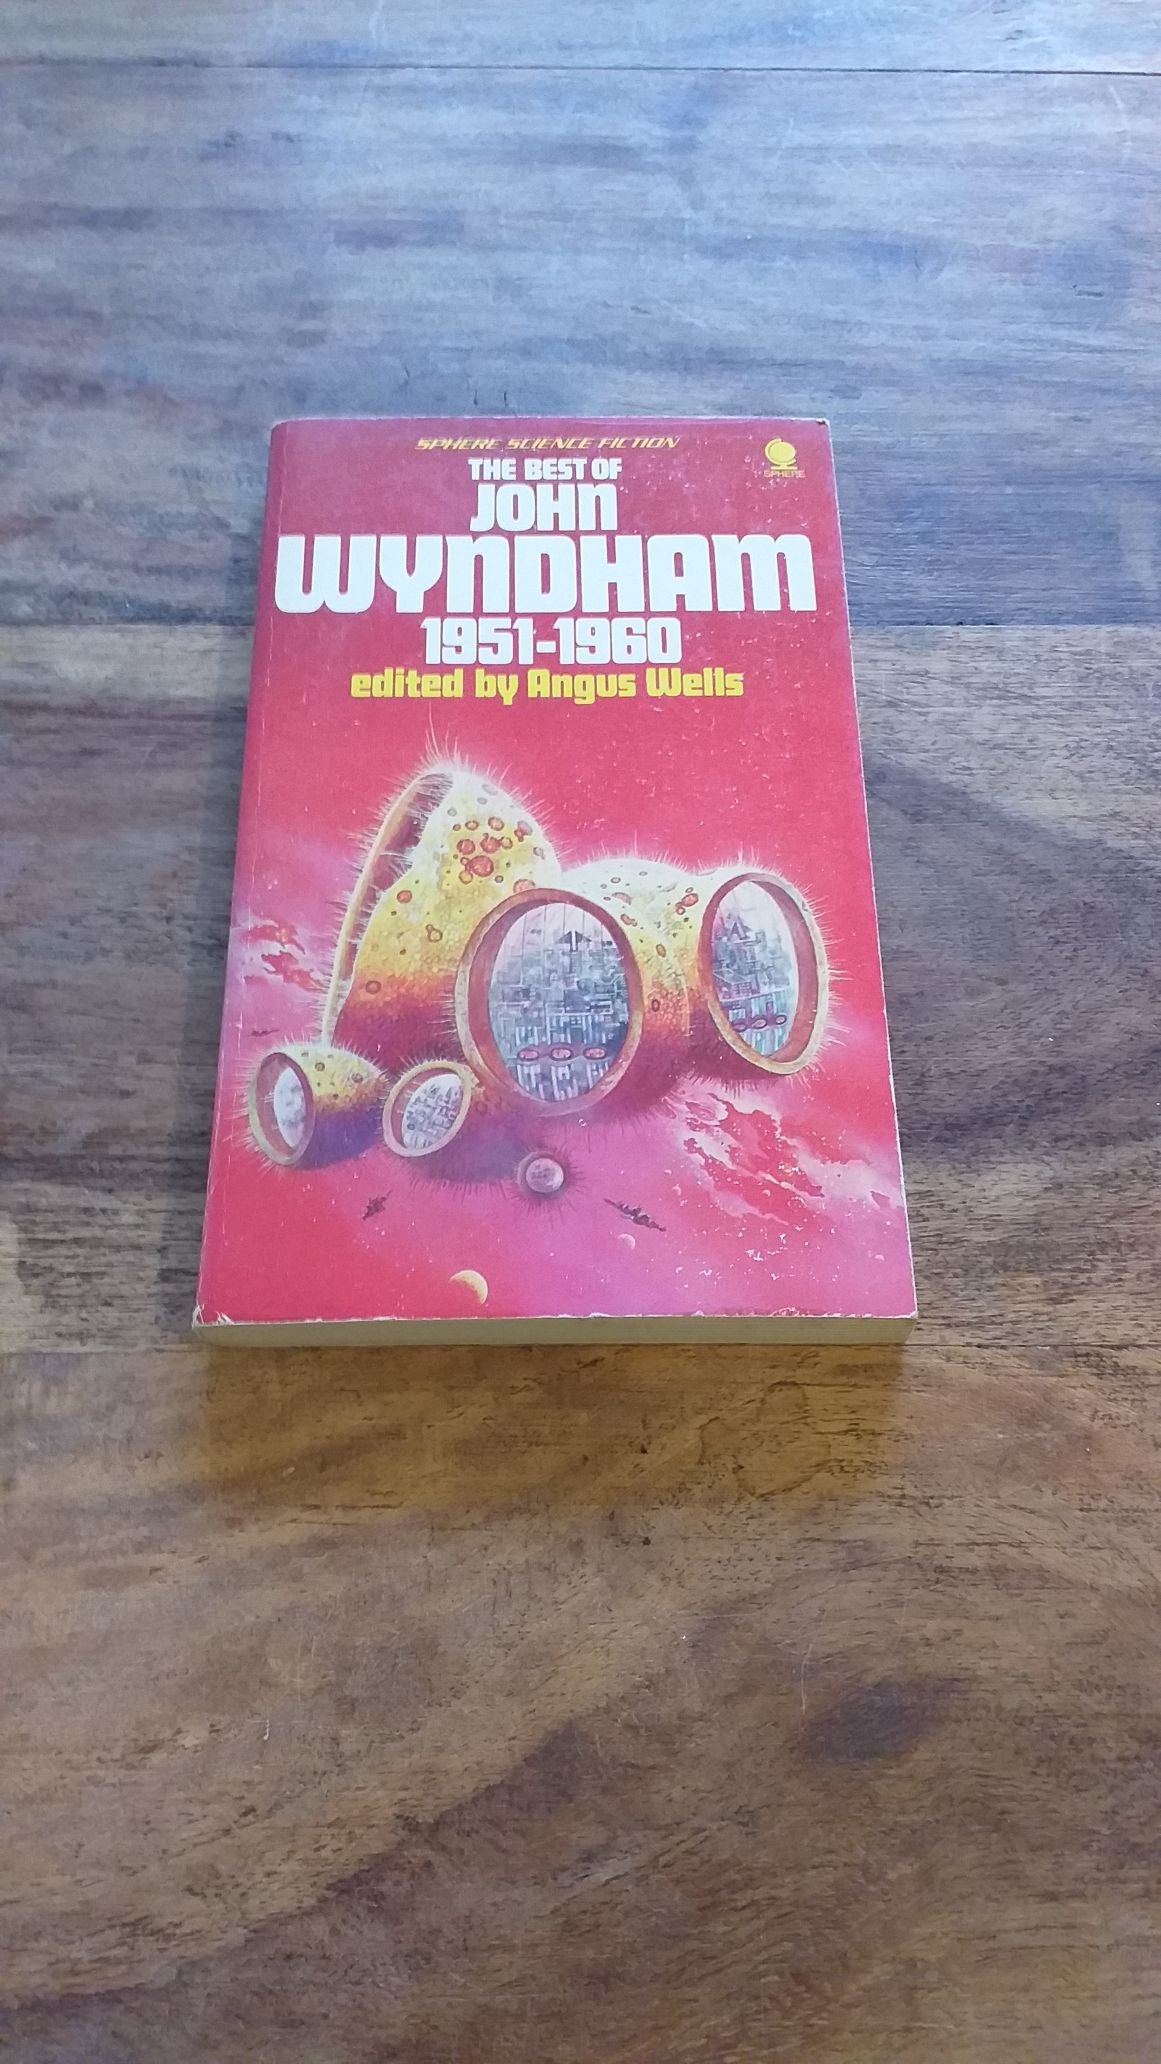 SPHERE SCIENCE FICTION
SPHERE
THE BEST OF
JOHN
WYNDHAM
1951-1960
edited by Angus Wells